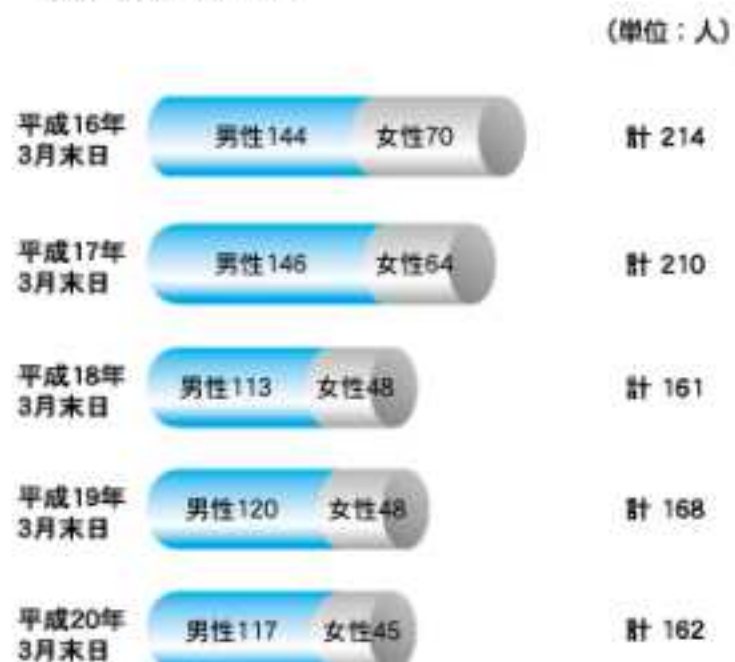 (単位：人)
平成16年
3月末日
男性144 女性70 計 214
平成17年
3月末日
男性146 女性64 計 210
平成18年
3月末日
男性113 女性48 計 161
平成19年
3月末日
男性120 女性48 計 168
平成20年
3月末日
男性117 女性45 計 162